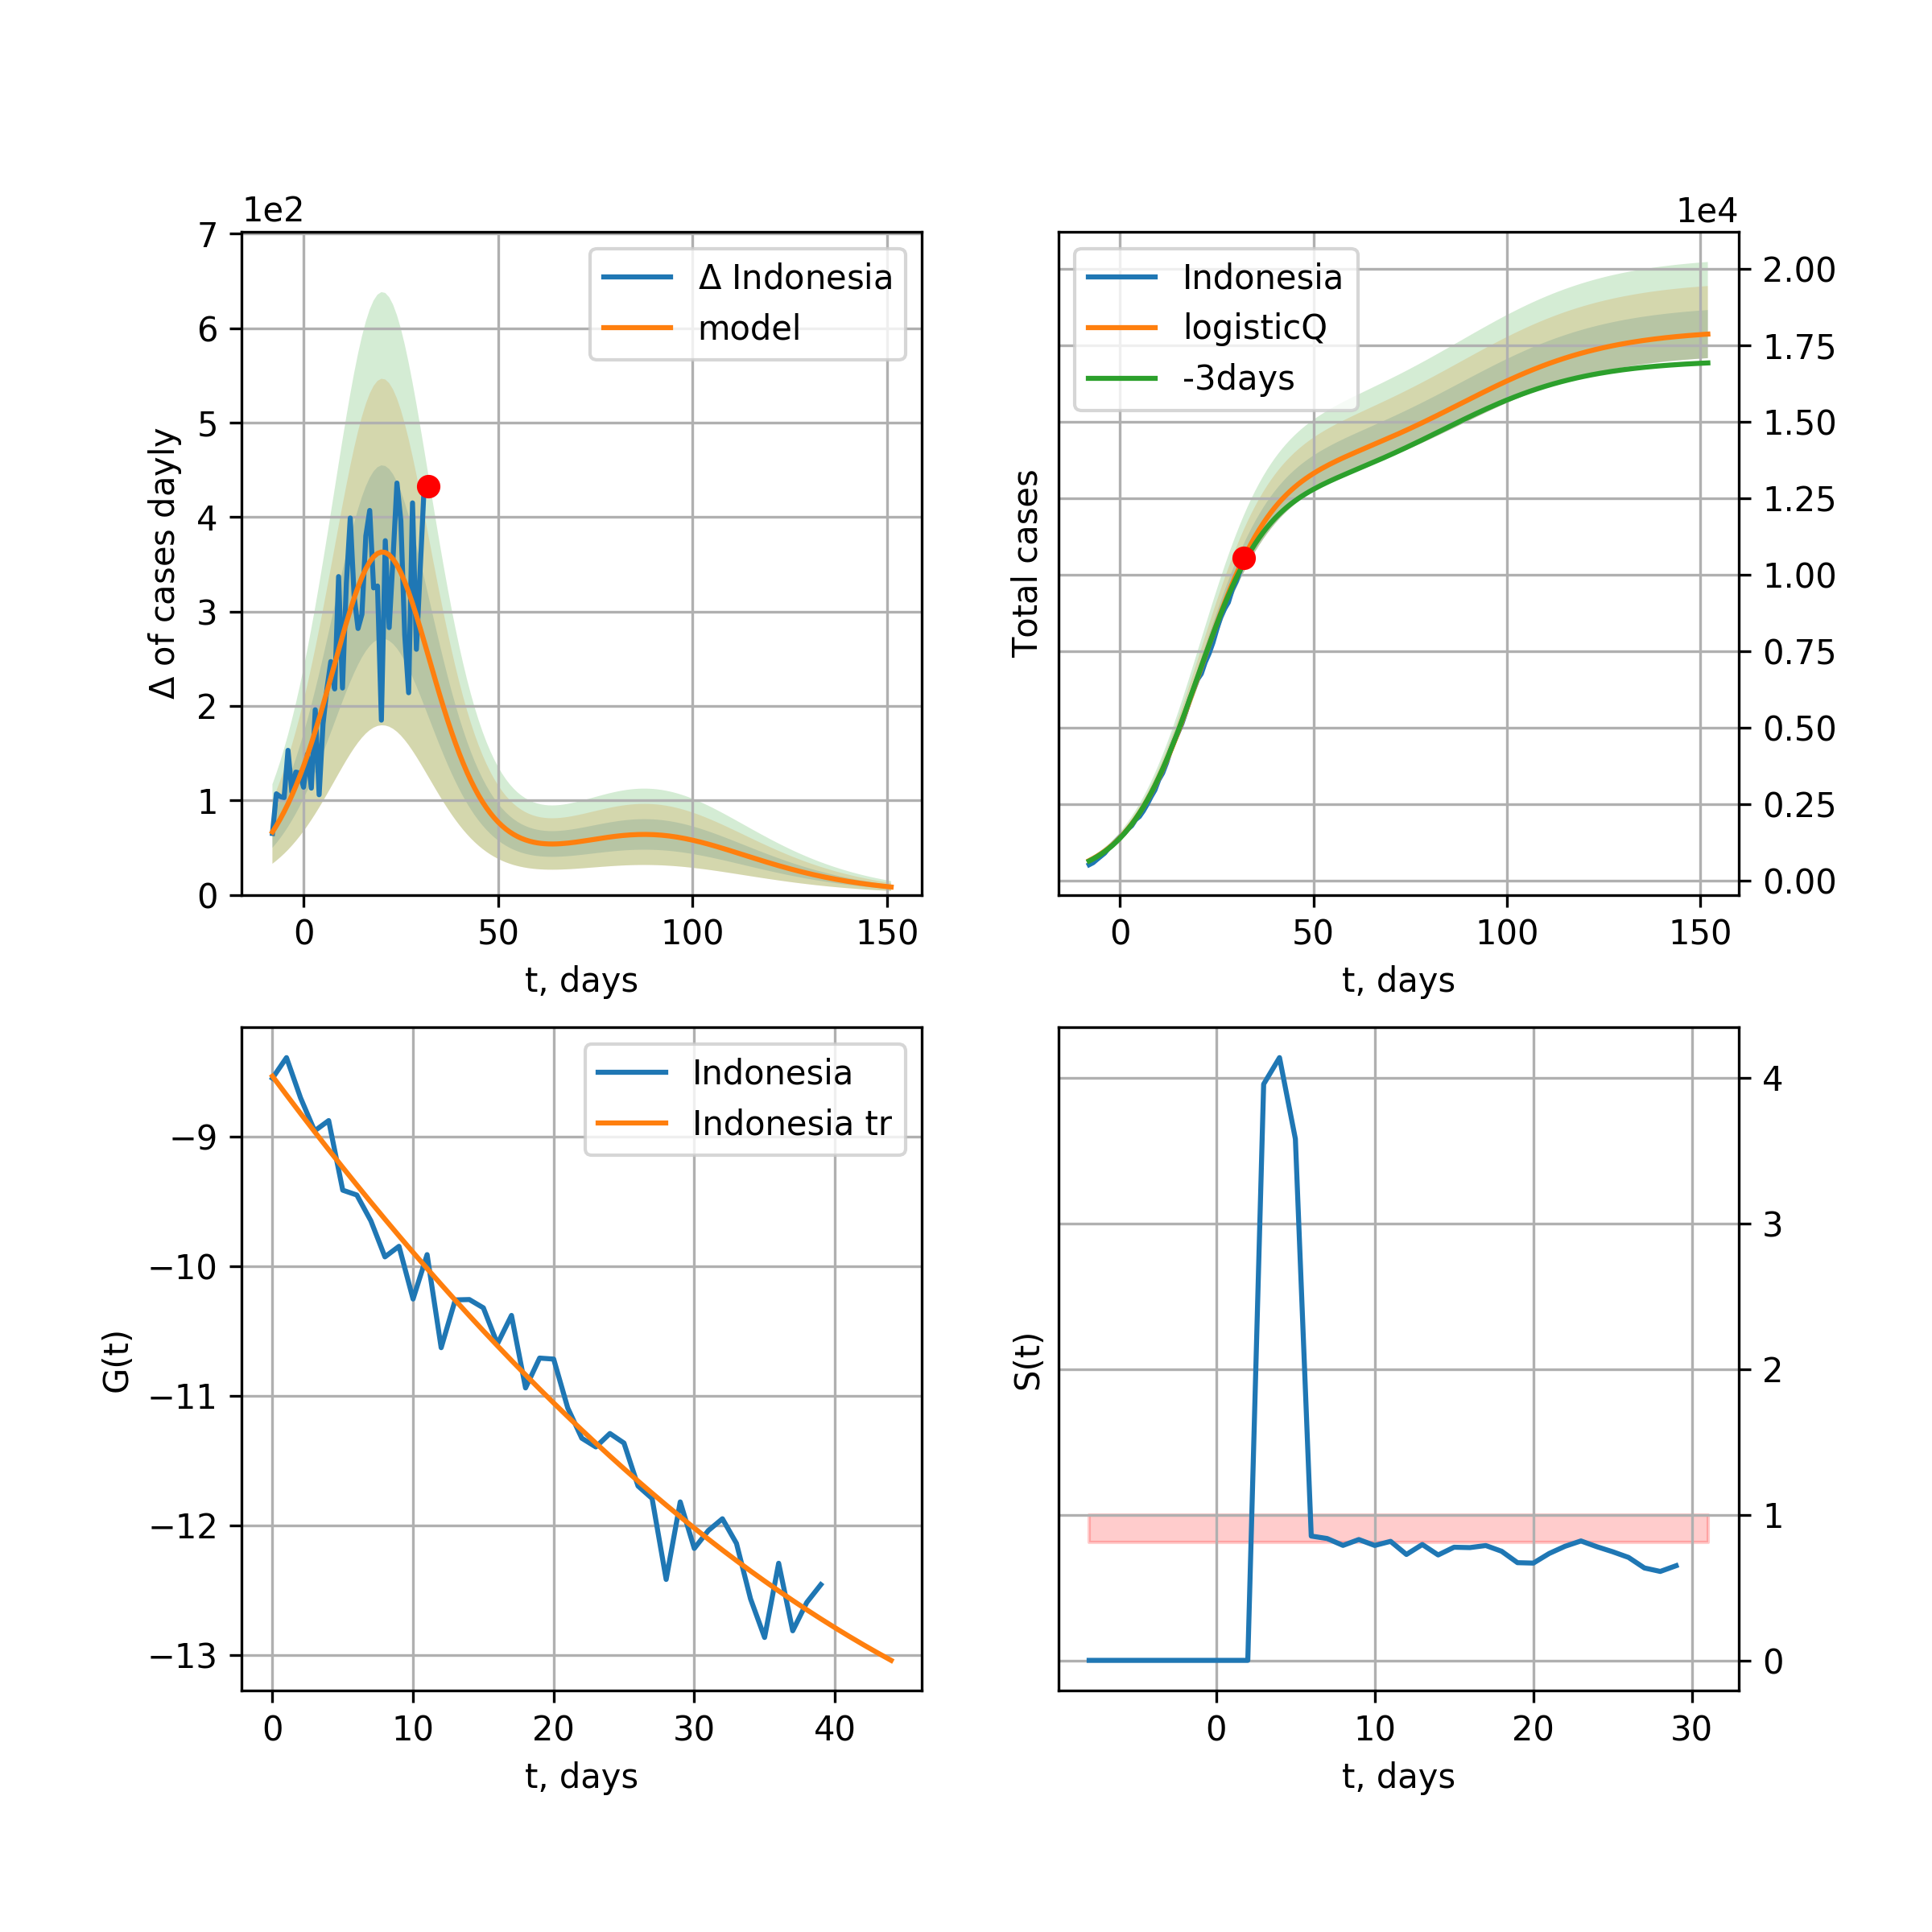 1e2
7
6
5
4
3
2
1
0
Δ of cases dayly
Δ Indonesia
model
0 50 100 150
t, days
1e4
2.00
1.75
1.50
1.25
1.00
0.75
0.50
0.25
0.00
Total cases
Indonesia
logisticQ
-3days
0 50 100 150
t, days
−9
−10
−11
−12
−13
G(t)
Indonesia
Indonesia tr
0 10 20 30 40
t, days
4
3
2
1
0
S(t)
0 10 20 30
t, days